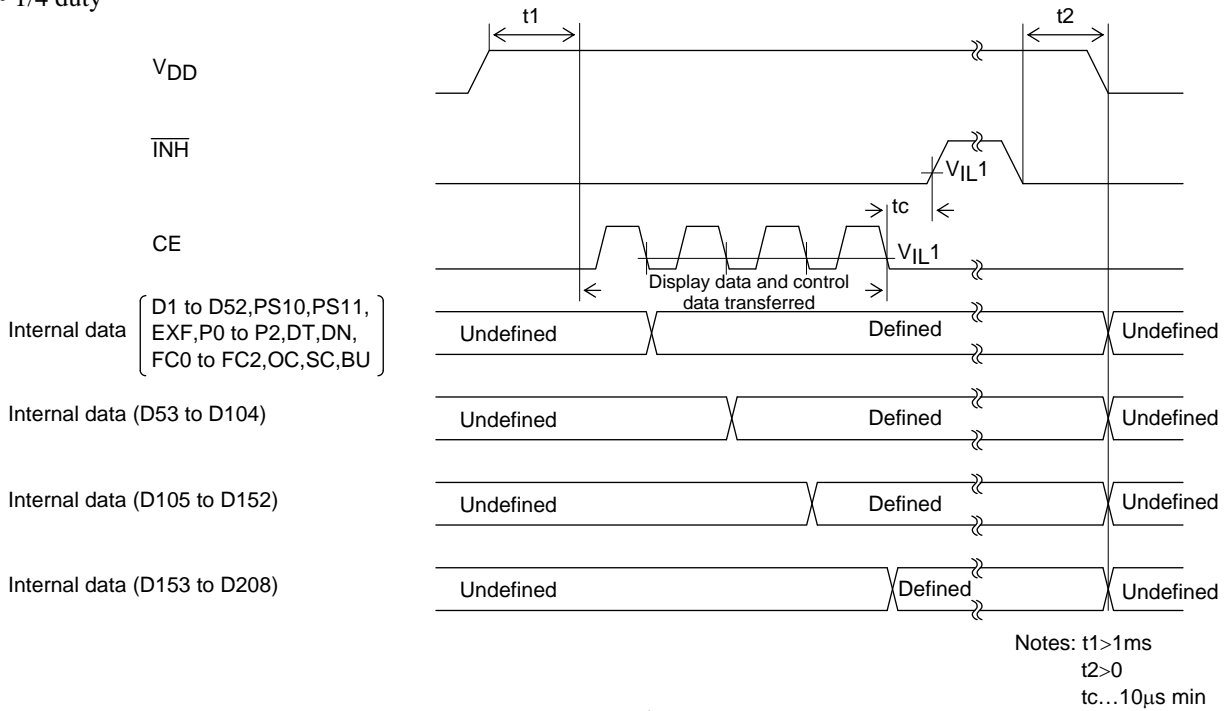 1/4 duty
t1
t2
VDD
INH
VIL1
tc
CE
VIL1
Display data and control
data transferred
Internal data
D1 to D52,PS10,PS11,
EXF,P0 to P2,DT,DN,
FC0 to FC2,OC,SC,BU
Undefined
Defined
Undefined
Internal data (D53 to D104)
Undefined
Defined
Undefined
Internal data (D105 to D152)
Undefined
Defined
Undefined
Internal data (D153 to D208)
Undefined
Defined
Undefined
Notes: t1>1ms
t2>0
tc…10μs min